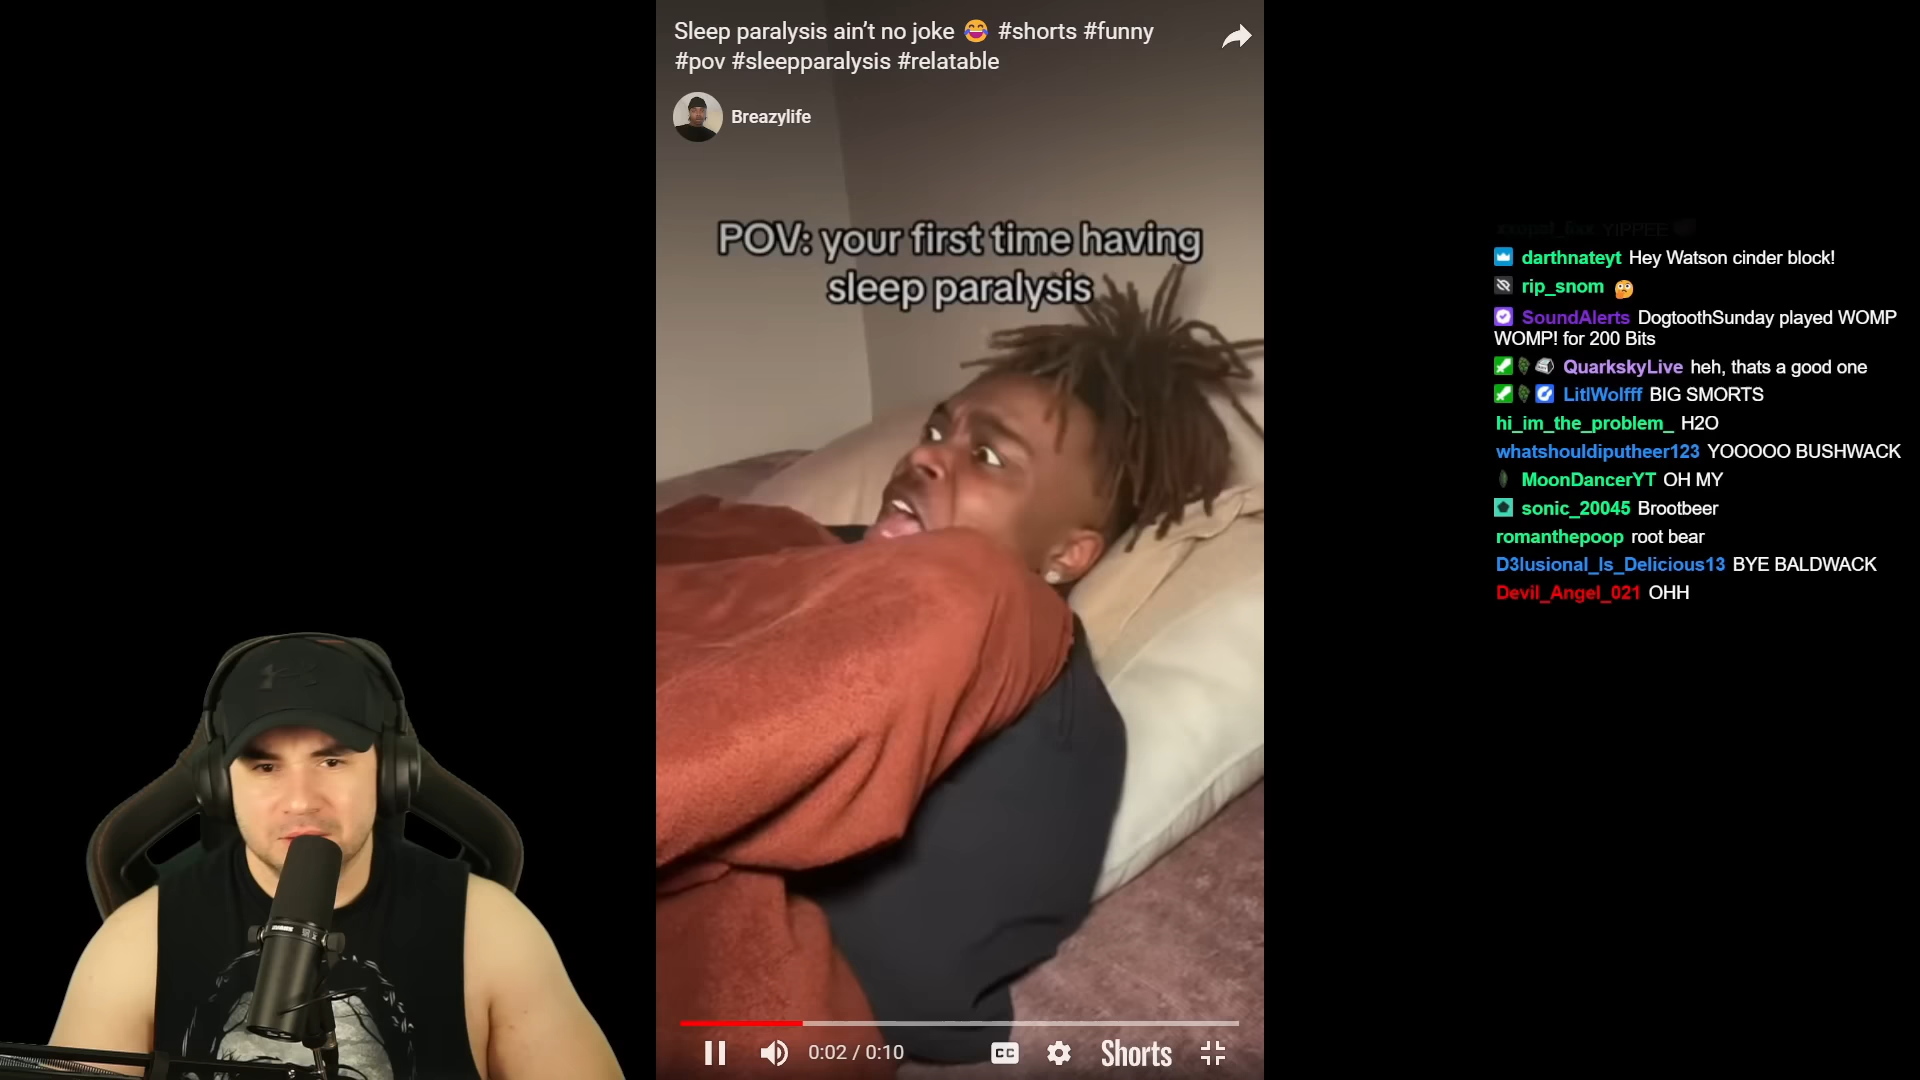 Sleep paralysis ain’t no joke 😂 #shorts #funny
#pov #sleepparalysis #relatable
Breazylife
POV: your first time having
sleep paralysis
0:02 / 0:10
CC
Shorts
YIPPEE
darthnateyt Hey Watson cinder block!
rip_snom 🤔
SoundAlerts DogtoothSunday played WOMP
WOMP! for 200 Bits
QuarkskyLive heh, thats a good one
LitlWolfff BIG SMORTS
hi_im_the_problem_ H2O
whatshouldiputheer123 YOOOOO BUSHWACK
MoonDancerYT OH MY
sonic_20045 Brootbeer
romanthepoop root bear
D3lusional_Is_Delicious13 BYE BALDWACK
Devil_Angel_021 OHH